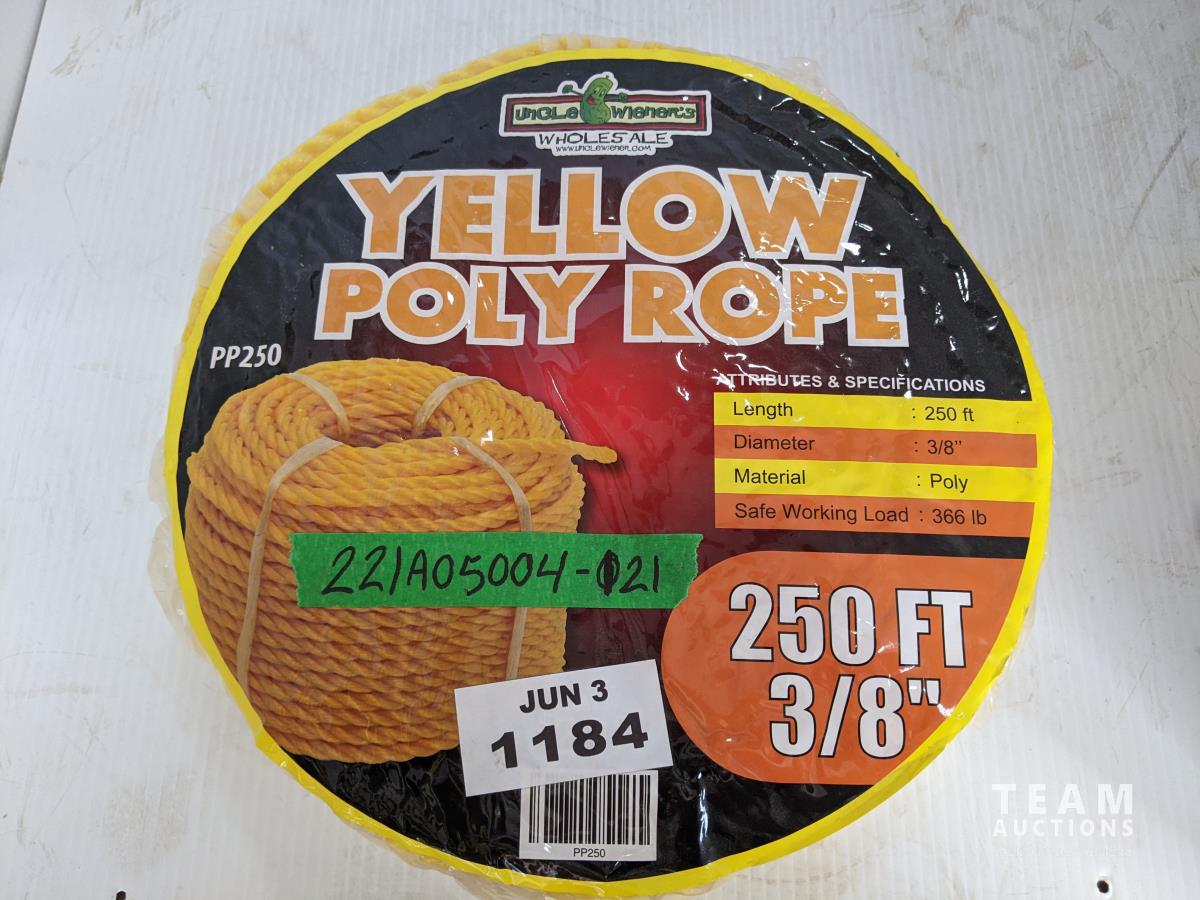 UNCLE WIENER'S
WHOLESALE
WWW.UNCLEWIENER.COM
YELLOW
POLY ROPE
PP250
ATTRIBUTES & SPECIFICATIONS
Length : 250 ft
Diameter : 3/8"
Material : Poly
Safe Working Load : 366 lb
221A05004-121
250 FT
3/8"
JUN 3
1184
PP250
TEAM
AUCTIONS